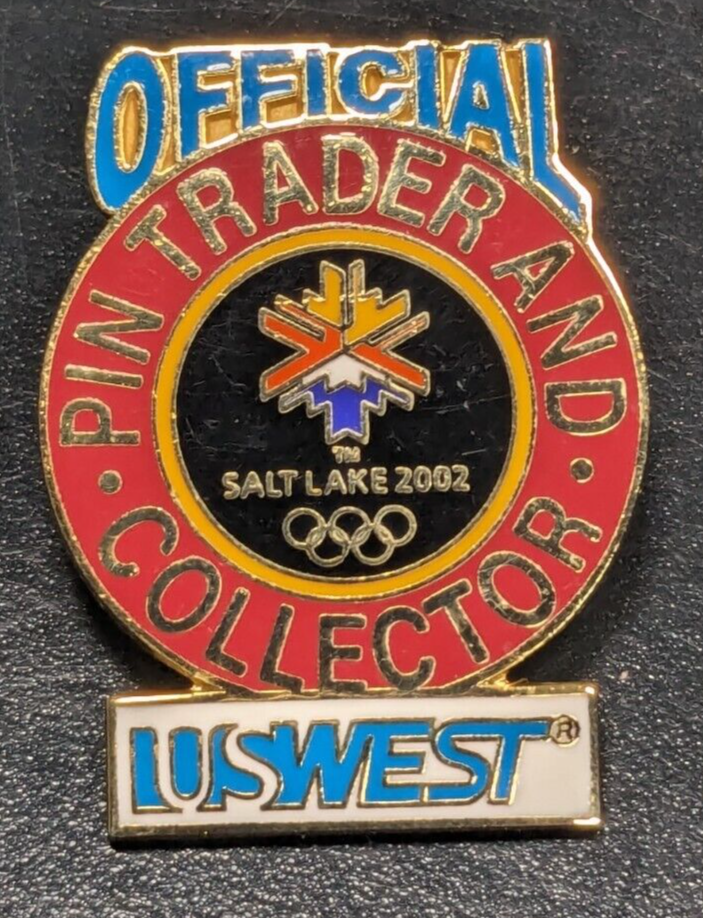 OFFICIAL
PIN TRADER AND
COLLECTOR
TM
SALT LAKE 2002
USWEST®